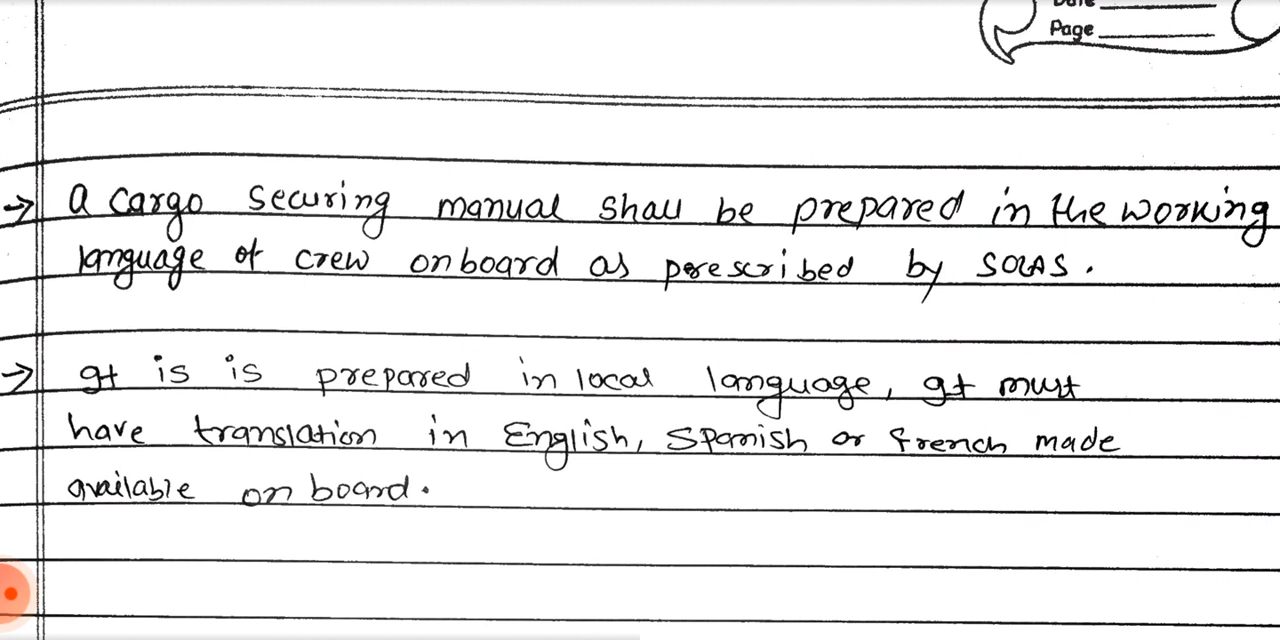 Date
Page
→ A cargo securing manual shall be prepared in the working
language of crew onboard as prescribed by SOLAS.
→ It is is prepared in local language, It must
have translation in English, Spanish or French made
available on board.